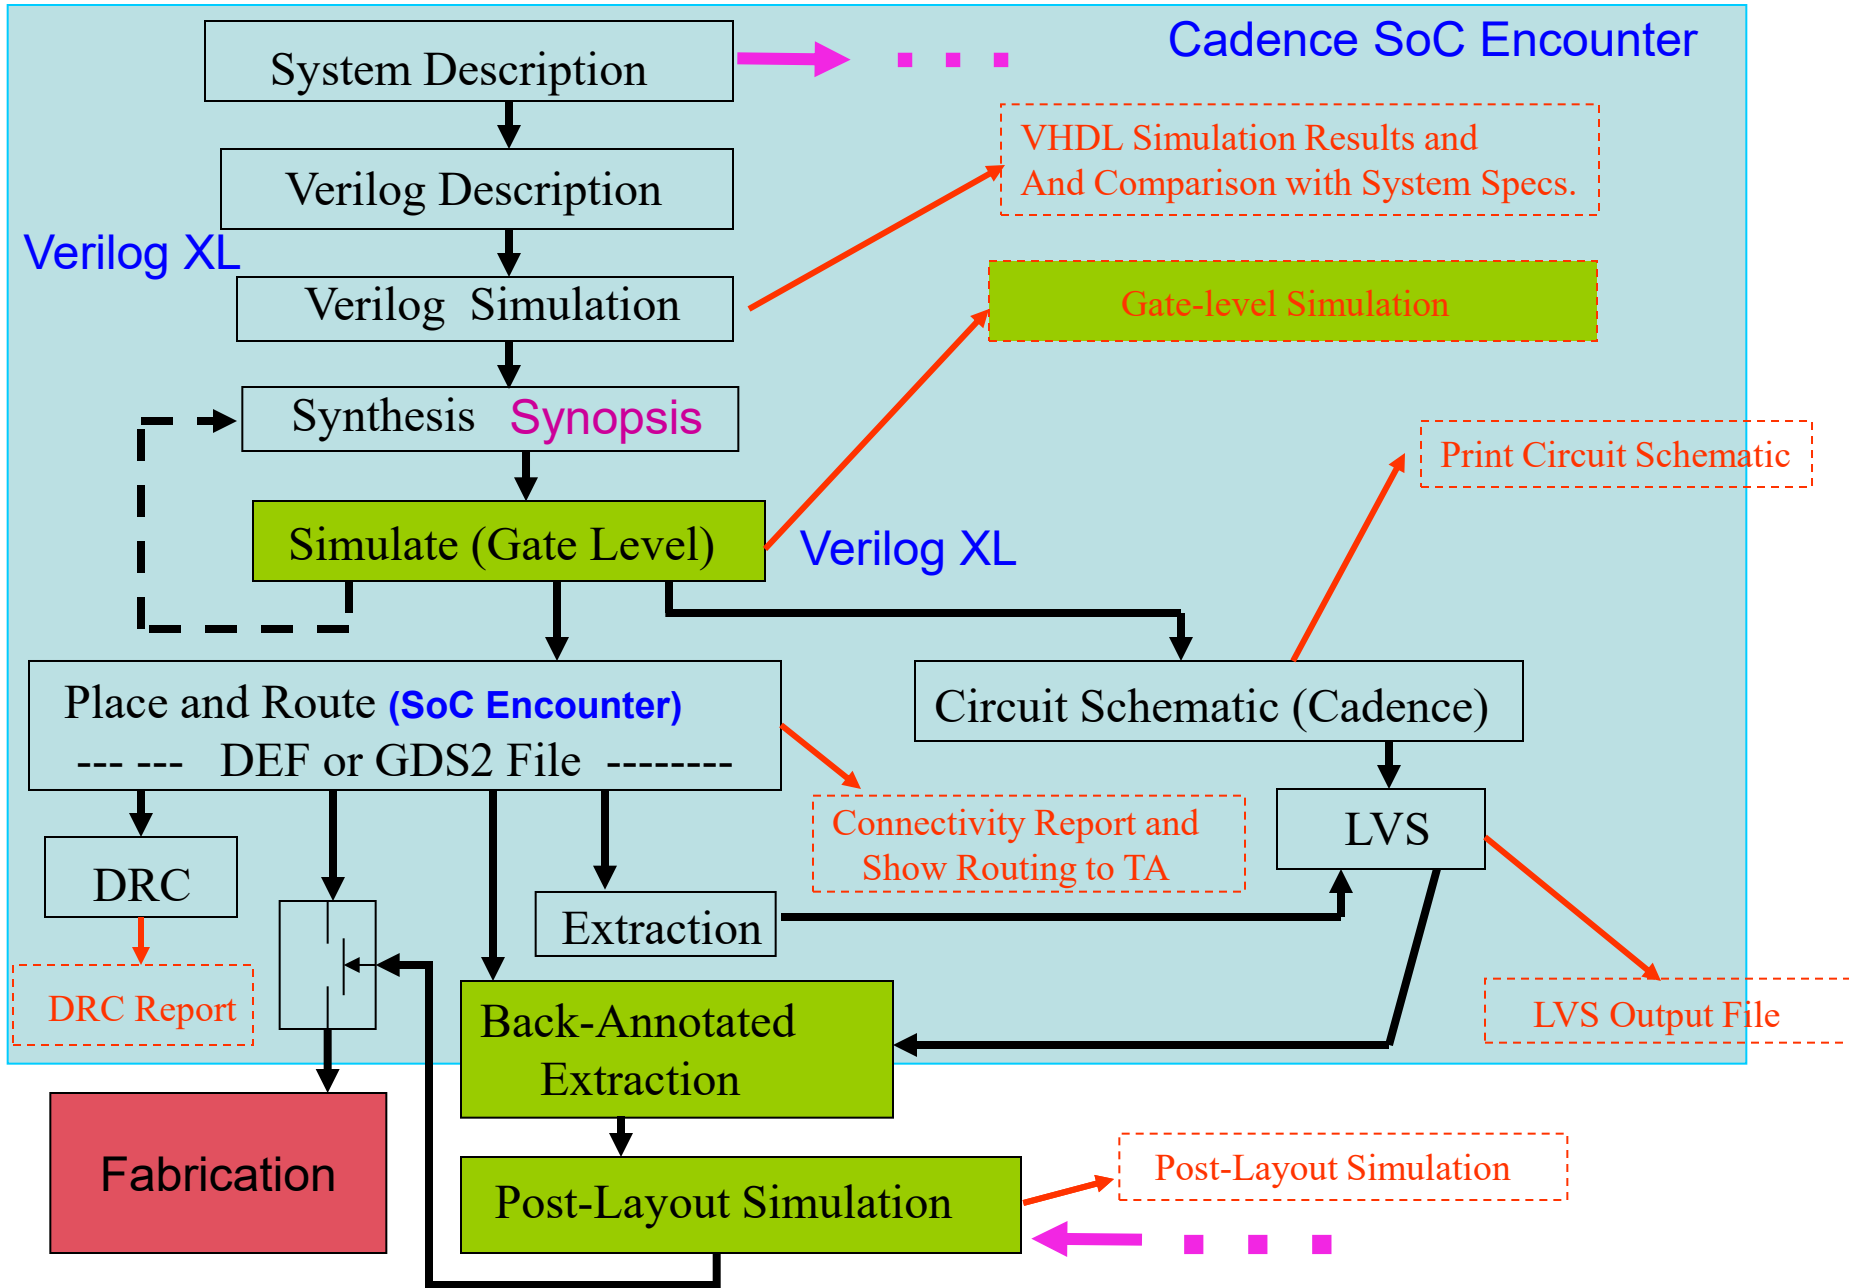 System Description
Cadence SoC Encounter
VHDL Simulation Results and
And Comparison with System Specs.
Verilog Description
Verilog XL
Verilog Simulation
Gate-level Simulation
Synthesis Synopsis
Print Circuit Schematic
Simulate (Gate Level)
Verilog XL
Place and Route (SoC Encounter)
--- --- DEF or GDS2 File --------
Circuit Schematic (Cadence)
Connectivity Report and
Show Routing to TA
LVS
DRC
Extraction
DRC Report
LVS Output File
Back-Annotated
Extraction
Fabrication
Post-Layout Simulation
Post-Layout Simulation